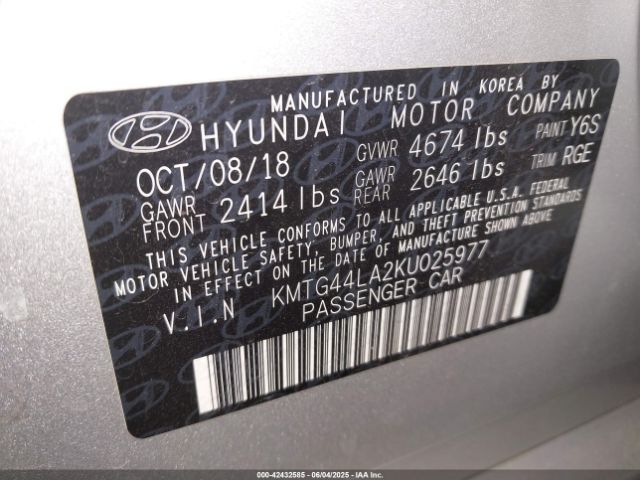 MANUFACTURED IN KOREA BY
HYUNDAI MOTOR COMPANY
OCT/08/18 GVWR 4674 lbs PAINT Y6S
GAWR FRONT 2414 lbs GAWR REAR 2646 lbs TRIM RGE
THIS VEHICLE CONFORMS TO ALL APPLICABLE U.S.A. FEDERAL
MOTOR VEHICLE SAFETY, BUMPER, AND THEFT PREVENTION STANDARDS
IN EFFECT ON THE DATE OF MANUFACTURE SHOWN ABOVE
V.I.N KMTG44LA2KU025977
PASSENGER CAR
000-42432585 - 06/04/2025 - IAAI.COM